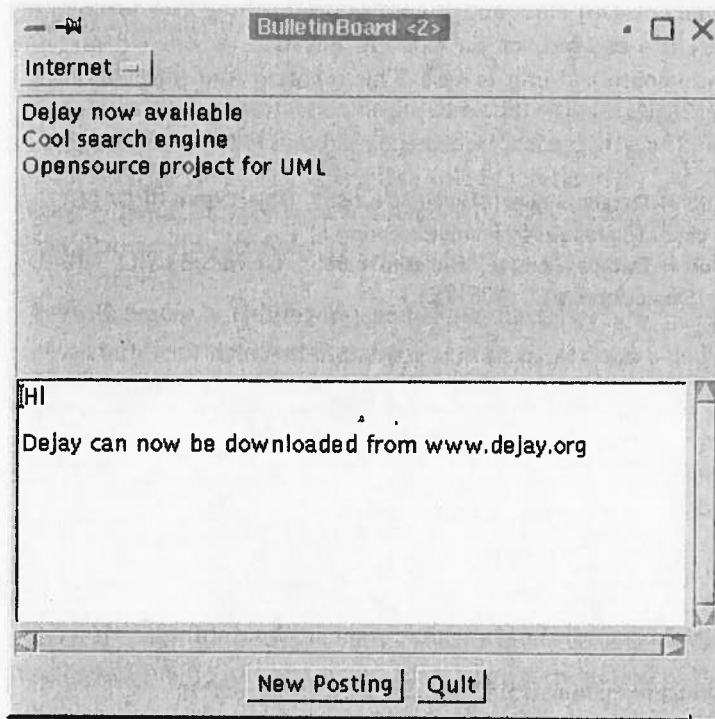 BulletinBoard <2>
Internet
Dejay now available
Cool search engine
Opensource project for UML
Hi
Dejay can now be downloaded from www.dejay.org
New Posting
Quit